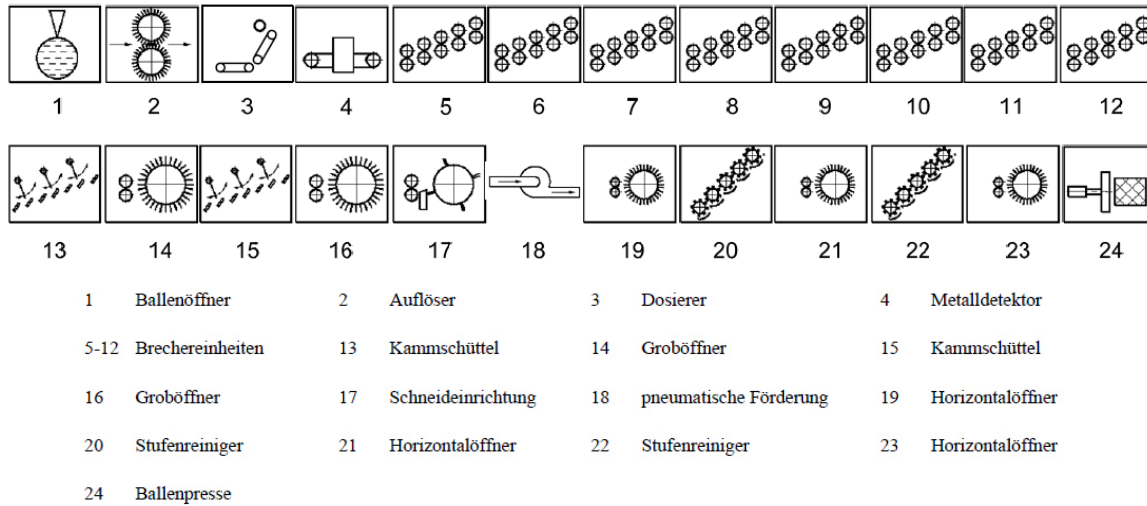 1 2 3 4 5 6 7 8 9 10 11 12
13 14 15 16 17 18 19 20 21 22 23 24
1 Ballenöffner 2 Auflöser 3 Dosierer 4 Metalldetektor
5-12 Brechereinheiten 13 Kammschüttel 14 Groböffner 15 Kammschüttel
16 Groböffner 17 Schneideinrichtung 18 pneumatische Förderung 19 Horizontalöffner
20 Stufenreiniger 21 Horizontalöffner 22 Stufenreiniger 23 Horizontalöffner
24 Ballenpresse